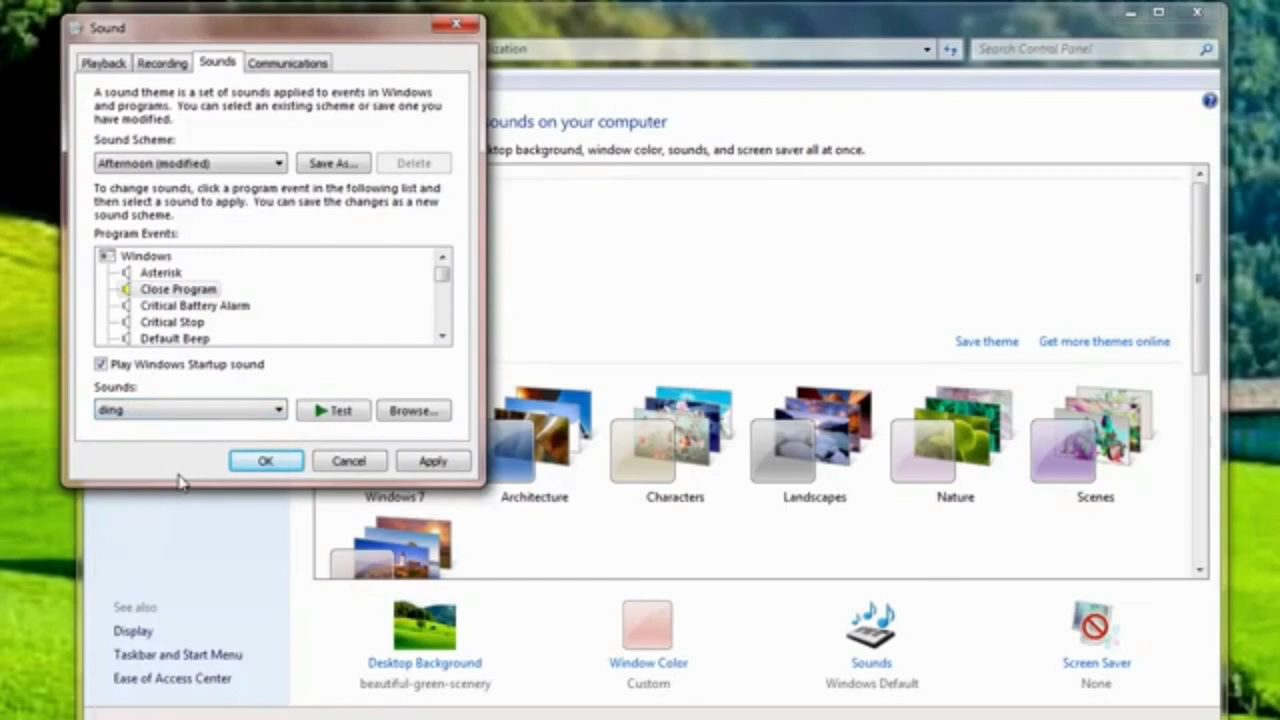 Sound
Playback
Recording
Sounds
Communications
A sound theme is a set of sounds applied to events in Windows
and programs. You can select an existing scheme or save one you
have modified.
Sound Scheme:
Afternoon (modified)
Save As...
Delete
To change sounds, click a program event in the following list and
then select a sound to apply. You can save the changes as a new
sound scheme.
Program Events:
Windows
Asterisk
Close Program
Critical Battery Alarm
Critical Stop
Default Beep
Play Windows Startup sound
Sounds:
ding
Test
Browse...
OK
Cancel
Apply
Search Control Panel
on your computer
background, window color, sounds, and screen saver all at once.
Save theme
Get more themes online
Windows 7
Architecture
Characters
Landscapes
Nature
Scenes
See also
Display
Taskbar and Start Menu
Ease of Access Center
Desktop Background
beautiful-green-scenery
Window Color
Custom
Sounds
Windows Default
Screen Saver
None